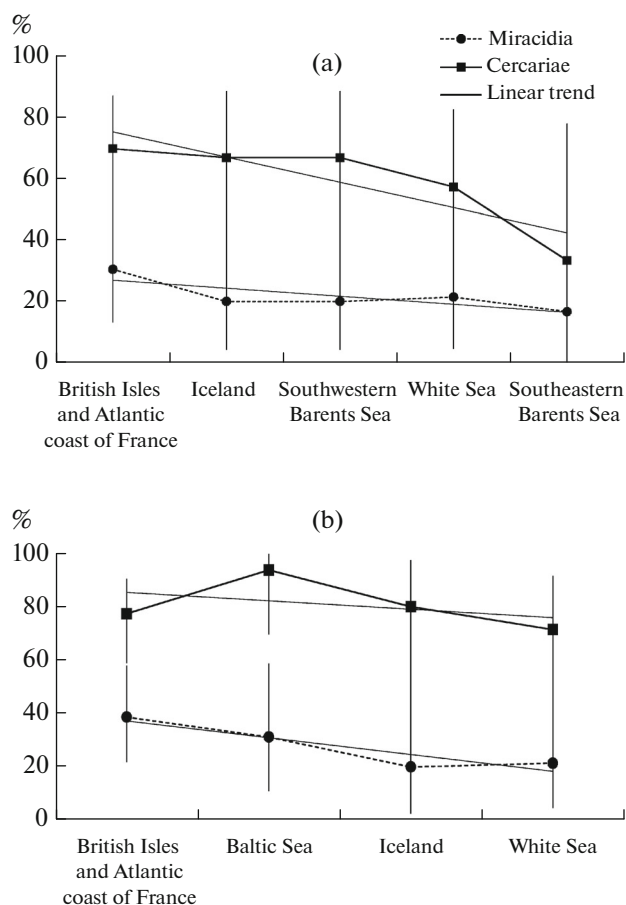 %
(a)
Miracidia
Cercariae
Linear trend
100
80
60
40
20
0
British Isles
and Atlantic
coast of France
Iceland
Southwestern
Barents Sea
White Sea
Southeastern
Barents Sea
%
(b)
100
80
60
40
20
0
British Isles
and Atlantic
coast of France
Baltic Sea
Iceland
White Sea